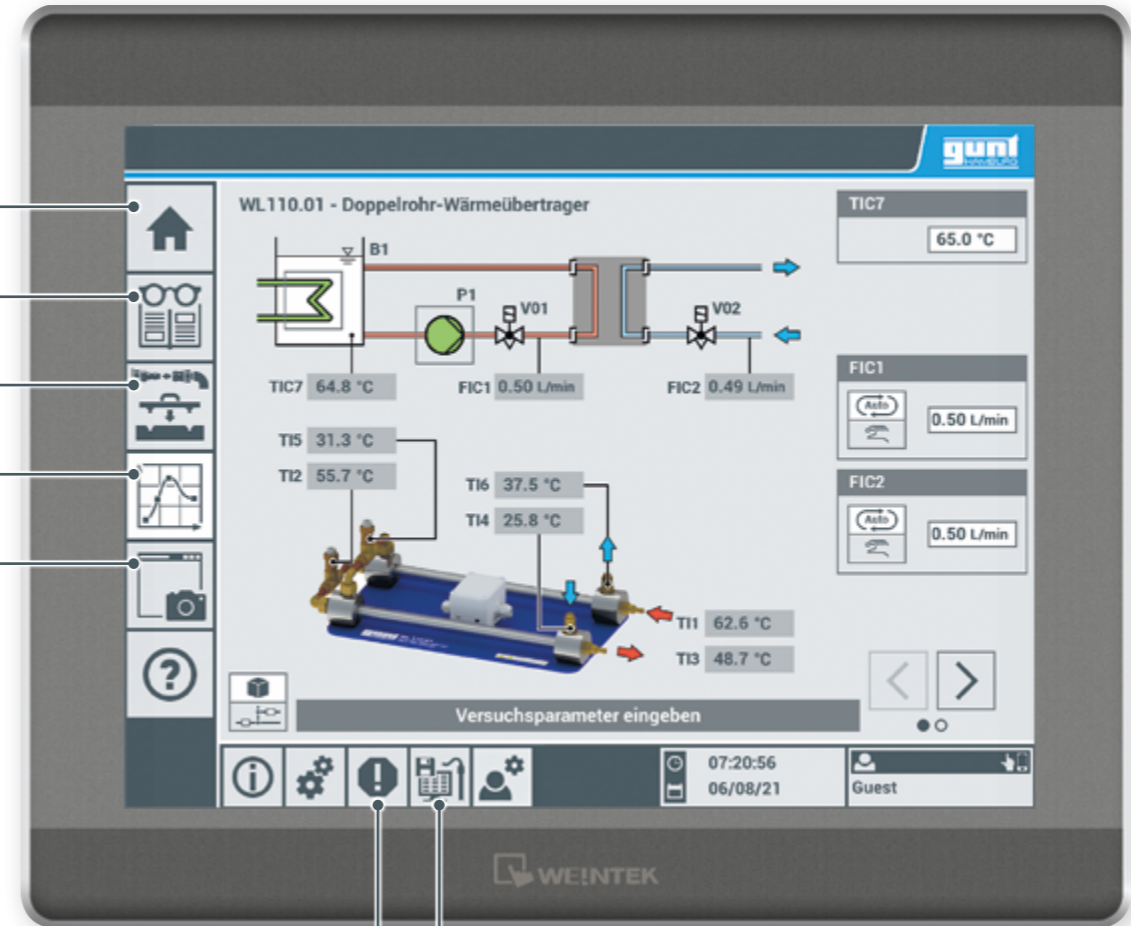 gunt
HAMBURG
WL110.01 - Doppelrohr-Wärmeübertrager
B1
P1
V01
V02
TIC7 64.8 °C
FIC1 0.50 L/min
FIC2 0.49 L/min
TI5 31.3 °C
TI2 55.7 °C
TI6 37.5 °C
TI4 25.8 °C
TI1 62.6 °C
TI3 48.7 °C
gunt
Versuchsparameter eingeben
TIC7
65.0 °C
FIC1
Auto
0.50 L/min
FIC2
Auto
0.50 L/min
07:20:56
06/08/21
Guest
WEINTEK